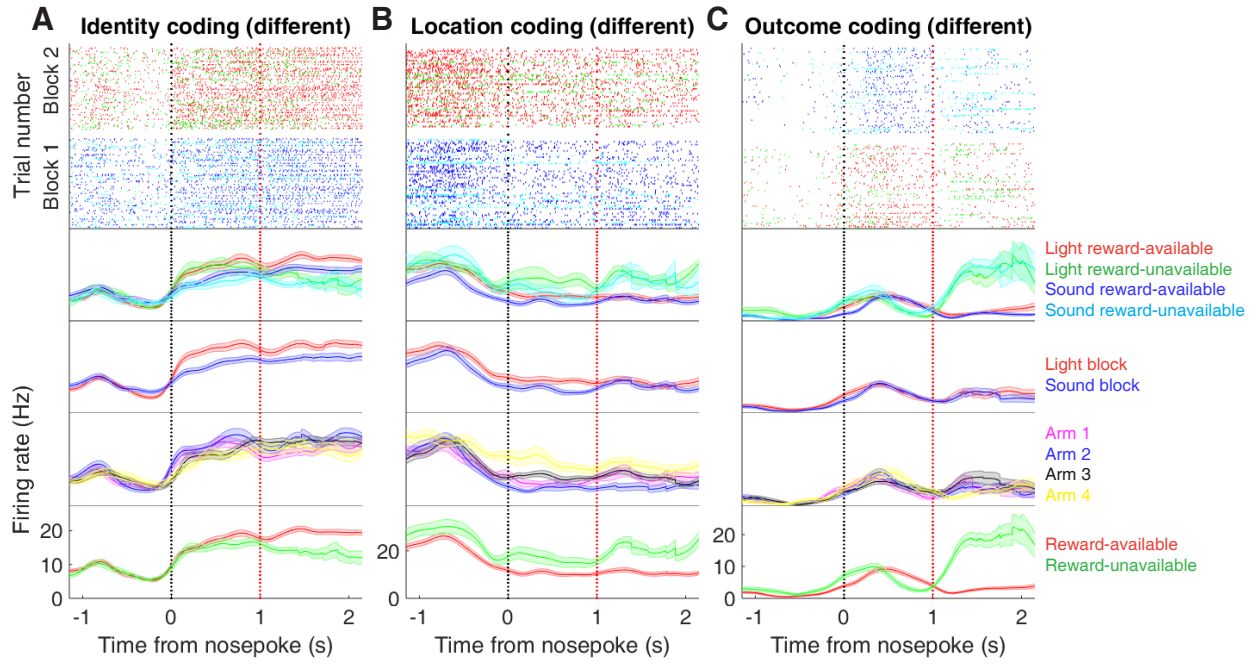 A Identity coding (different)
B Location coding (different)
C Outcome coding (different)
Trial number
Block 2
Block 1
Light reward-available
Light reward-unavailable
Sound reward-available
Sound reward-unavailable
Light block
Sound block
Arm 1
Arm 2
Arm 3
Arm 4
Reward-available
Reward-unavailable
Firing rate (Hz)
20
10
0
20
0
20
10
0
-1 0 1 2
-1 0 1 2
-1 0 1 2
Time from nosepoke (s)
Time from nosepoke (s)
Time from nosepoke (s)